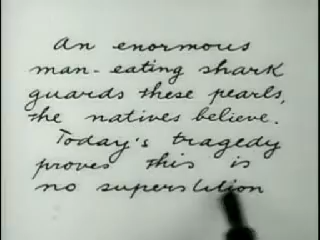 An enormous
man-eating shark
guards these pearls,
the natives believe.
Today's tragedy
proves this is
no superstition